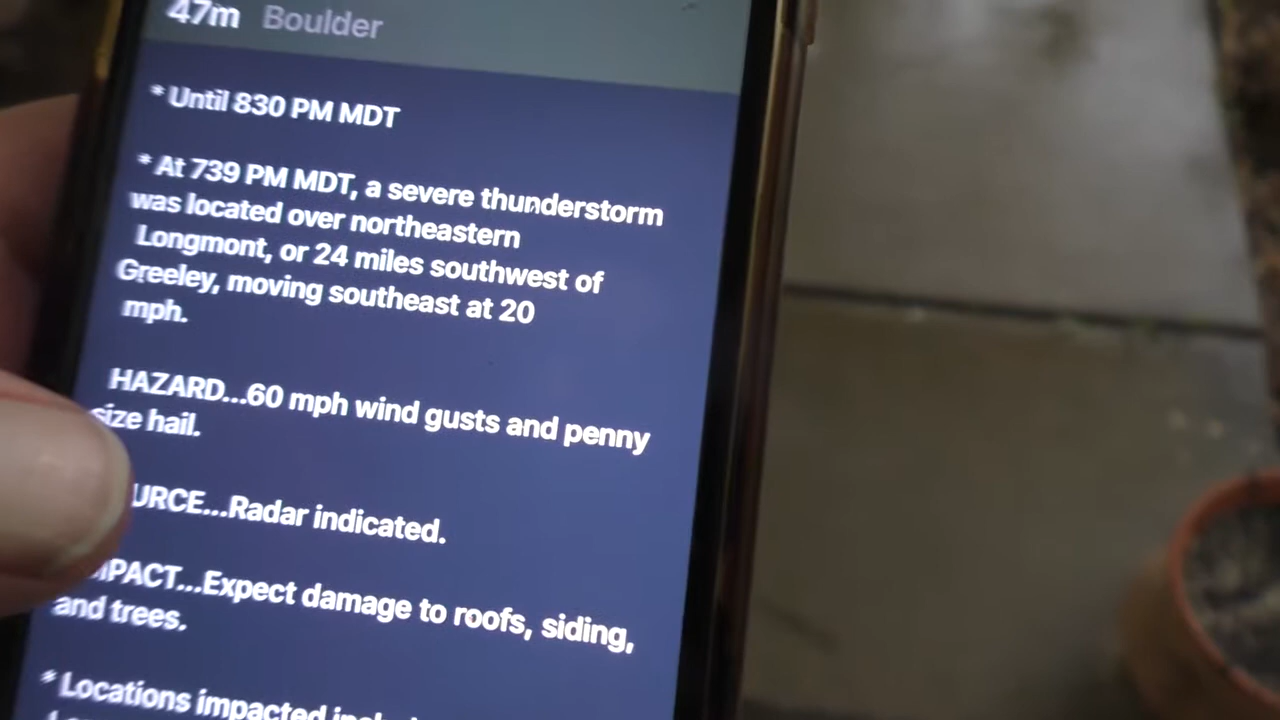 47m Boulder
* Until 830 PM MDT
* At 739 PM MDT, a severe thunderstorm
was located over northeastern
Longmont, or 24 miles southwest of
Greeley, moving southeast at 20
mph.
HAZARD...60 mph wind gusts and penny
size hail.
URCE...Radar indicated.
PACT...Expect damage to roofs, siding,
and trees.
* Locations impacted